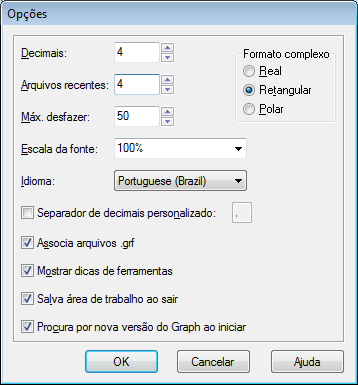 Opções
Decimais: 4
Arquivos recentes: 4
Máx. desfazer: 50
Escala da fonte: 100%
Idioma: Portuguese (Brazil)
Formato complexo
Real
Retangular
Polar
Separador de decimais personalizado: .
Associa arquivos .grf
Mostrar dicas de ferramentas
Salva área de trabalho ao sair
Procura por nova versão do Graph ao iniciar
OK Cancelar Ajuda